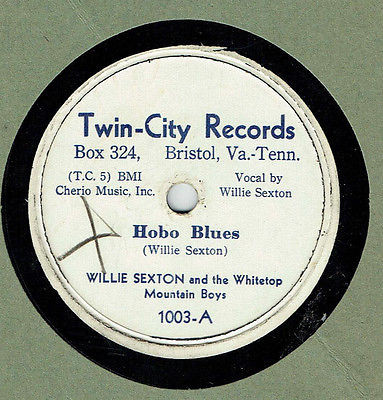 Twin-City Records
Box 324, Bristol, Va.-Tenn.
(T.C. 5) BMI Vocal by
Cherio Music, Inc. Willie Sexton
Hobo Blues
(Willie Sexton)
WILLIE SEXTON and the Whitetop
Mountain Boys
1003-A